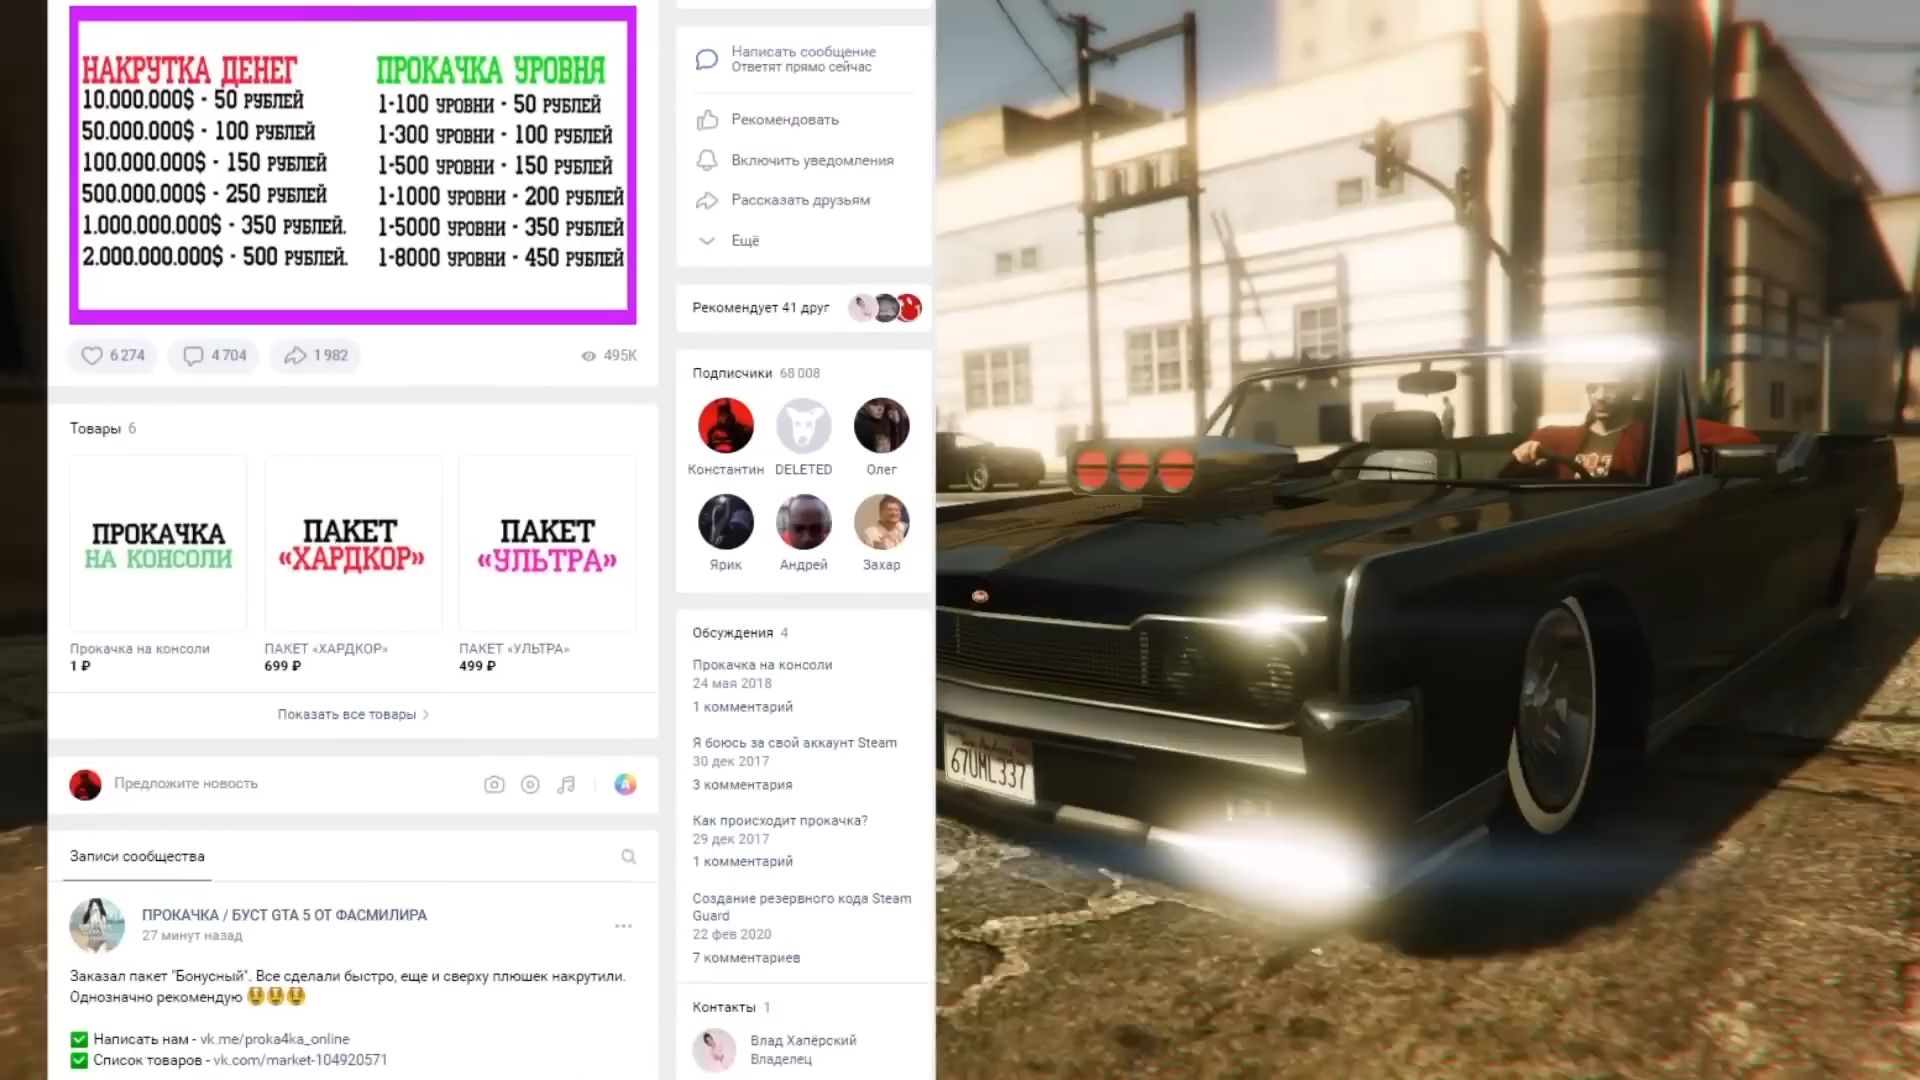 НАКРУТКА ДЕНЕГ
10.000.000$ - 50 РУБЛЕЙ
50.000.000$ - 100 РУБЛЕЙ
100.000.000$ - 150 РУБЛЕЙ
500.000.000$ - 250 РУБЛЕЙ
1.000.000.000$ - 350 РУБЛЕЙ.
2.000.000.000$ - 500 РУБЛЕЙ.
ПРОКАЧКА УРОВНЯ
1-100 УРОВНИ - 50 РУБЛЕЙ
1-300 УРОВНИ - 100 РУБЛЕЙ
1-500 УРОВНИ - 150 РУБЛЕЙ
1-1000 УРОВНИ - 200 РУБЛЕЙ
1-5000 УРОВНИ - 350 РУБЛЕЙ
1-8000 УРОВНИ - 450 РУБЛЕЙ
6 274
4 704
1 982
495K
Товары 6
ПРОКАЧКА
НА КОНСОЛИ
ПАКЕТ
«ХАРДКОР»
ПАКЕТ
«УЛЬТРА»
Прокачка на консоли
1 ₽
ПАКЕТ «ХАРДКОР»
699 ₽
ПАКЕТ «УЛЬТРА»
499 ₽
Показать все товары
Предложите новость
Записи сообщества
ПРОКАЧКА / БУСТ GTA 5 ОТ ФАСМИЛИРА
27 минут назад
Заказал пакет "Бонусный". Все сделали быстро, еще и сверху плюшек накрутили.
Однозначно рекомендую
Написать нам - vk.me/proka4ka_online
Список товаров - vk.com/market-104920571
Написать сообщение
Ответят прямо сейчас
Рекомендовать
Включить уведомления
Рассказать друзьям
Ещё
Рекомендует 41 друг
Подписчики 68 008
Константин
DELETED
Олег
Ярик
Андрей
Захар
Обсуждения 4
Прокачка на консоли
24 мая 2018
1 комментарий
Я боюсь за свой аккаунт Steam
30 дек 2017
3 комментария
Как происходит прокачка?
29 дек 2017
1 комментарий
Создание резервного кода Steam
Guard
22 фев 2020
7 комментариев
Контакты 1
Влад Хапёрский
Владелец
67UML337